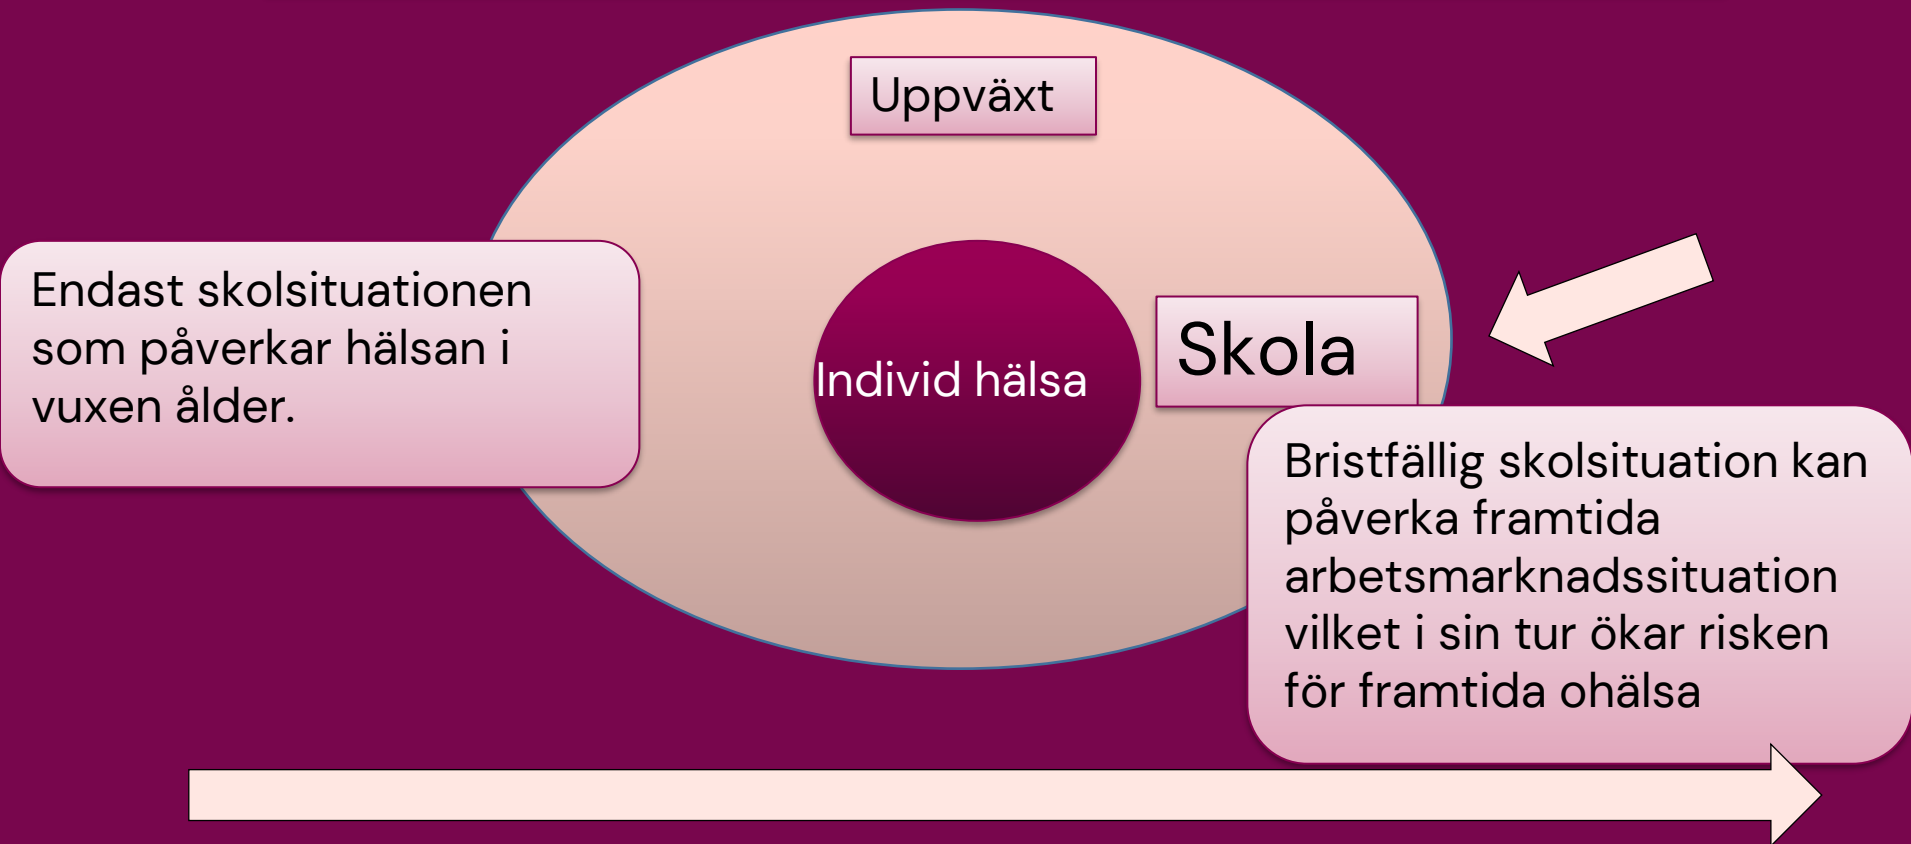 Uppväxt
Endast skolsituationen
som påverkar hälsan i
vuxen ålder.
Individ hälsa
Skola
Bristfällig skolsituation kan
påverka framtida
arbetsmarknadssituation
vilket i sin tur ökar risken
för framtida ohälsa